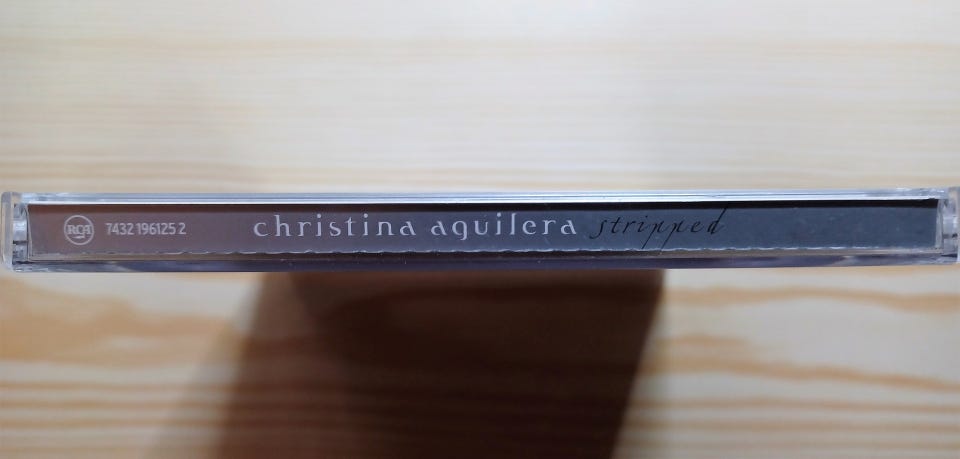 RCA 7432 196125 2 christina aguilera stripped